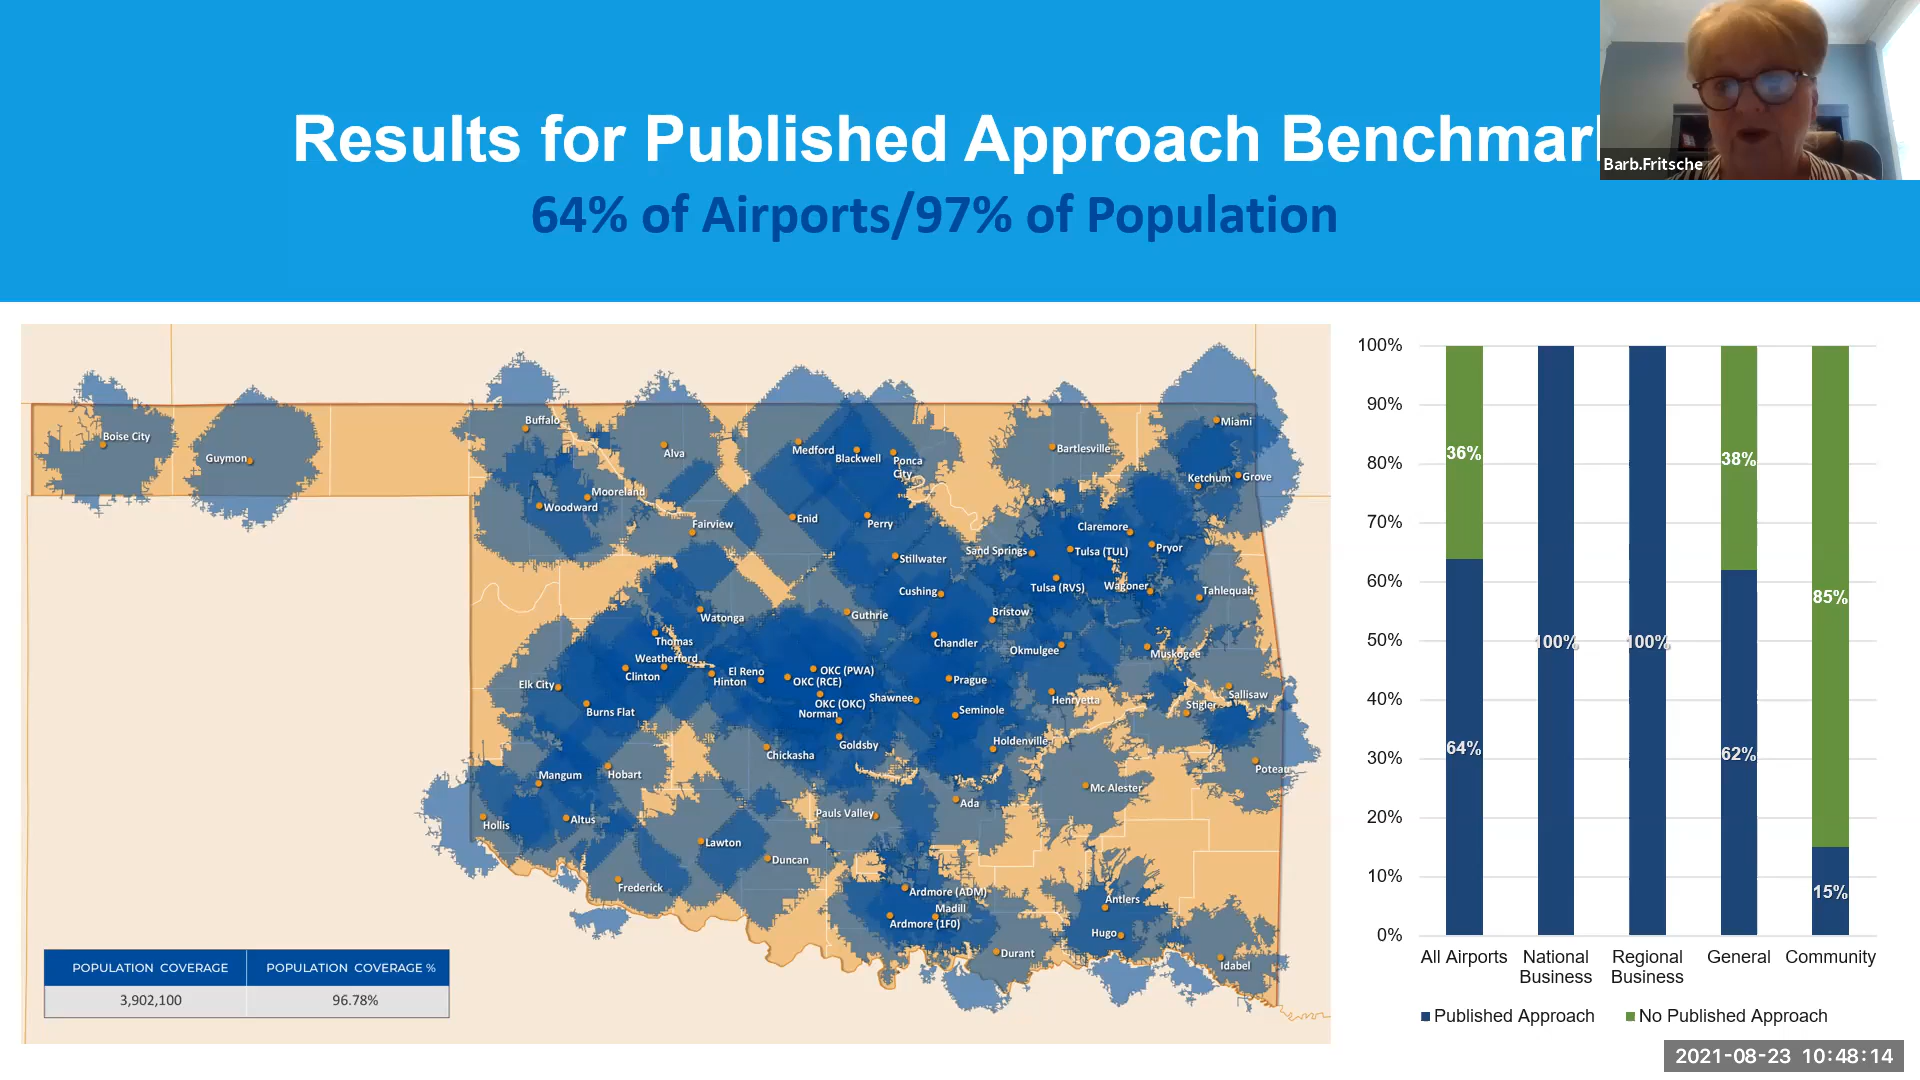 Results for Published Approach Benchmark
64% of Airports/97% of Population
Barb.Fritsche
Boise City
Guymon
Buffalo
Alva
Medford
Blackwell
Ponca
City
Bartlesville
Miami
Ketchum
Grove
Mooreland
Woodward
Fairview
Enid
Perry
Claremore
Stillwater
Sand Springs
Tulsa (TUL)
Pryor
Cushing
Tulsa (RVS)
Wagoner
Tahlequah
Watonga
Guthrie
Bristow
Thomas
Chandler
Okmulgee
Muskogee
Weatherford
Clinton
El Reno
Hinton
OKC (PWA)
OKC (RCE)
Elk City
Prague
OKC (OKC)
Shawnee
Henryetta
Sallisaw
Stigler
Burns Flat
Norman
Seminole
Goldsby
Holdenville
Chickasha
Poteau
Mangum
Hobart
Mc Alester
Hollis
Altus
Pauls Valley
Ada
Lawton
Duncan
Frederick
Ardmore (ADM)
Madill
Ardmore (1F0)
Antlers
Hugo
Durant
Idabel
POPULATION COVERAGE
POPULATION COVERAGE %
3,902,100
96.78%
100%
90%
80%
70%
60%
50%
40%
30%
20%
10%
0%
36%
64%
100%
100%
38%
62%
85%
15%
All Airports
National
Business
Regional
Business
General
Community
Published Approach
No Published Approach
2021-08-23 10:48:14